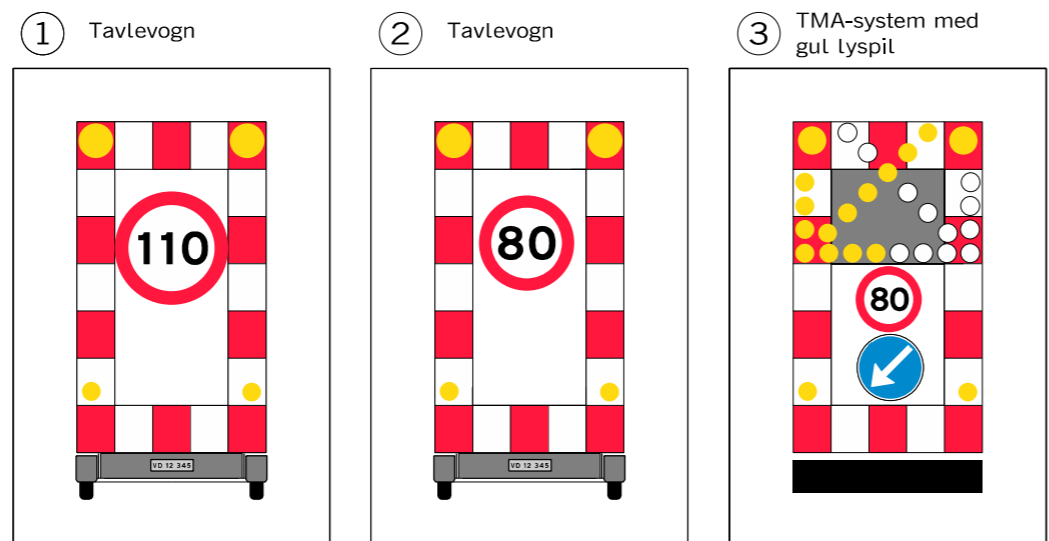 1 Tavlevogn
2 Tavlevogn
3 TMA-system med
gul lyspil
110
80
80
VD 12 345
VD 12 345